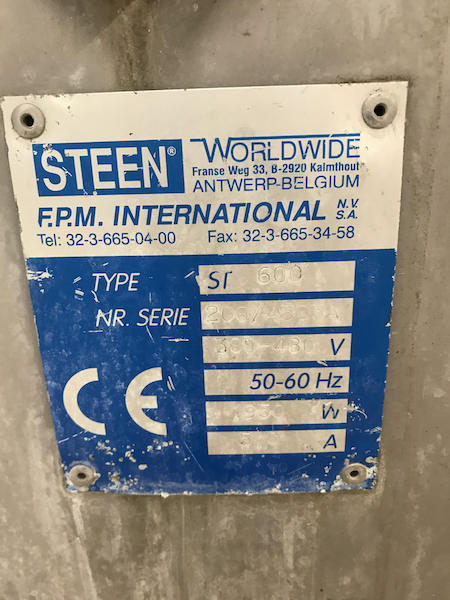 STEEN® WORLDWIDE
Franse Weg 33, B-2920 Kalmthout
ANTWERP-BELGIUM
F.P.M. INTERNATIONAL N.V. S.A.
Tel: 32-3-665-04-00 Fax: 32-3-665-34-58
TYPE ST 600
NR. SERIE
V
50-60 Hz
W
A
CE